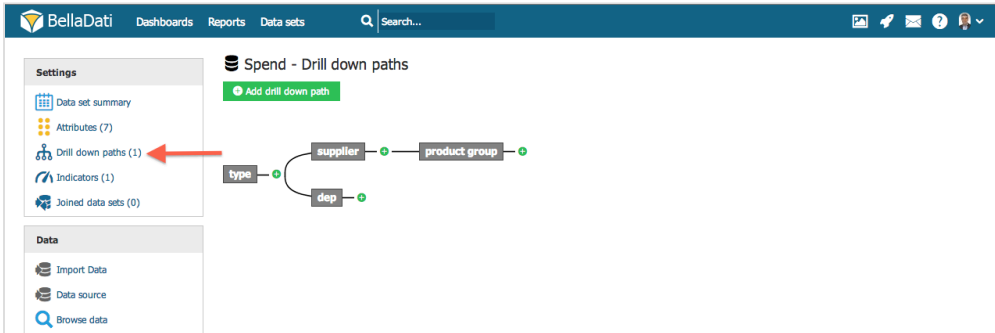 BellaDati Dashboards Reports Data sets Search...
Settings
Data set summary
Attributes (7)
Drill down paths (1)
Indicators (1)
Joined data sets (0)
Data
Import Data
Data source
Browse data
Spend - Drill down paths
Add drill down path
supplier product group
type
dep